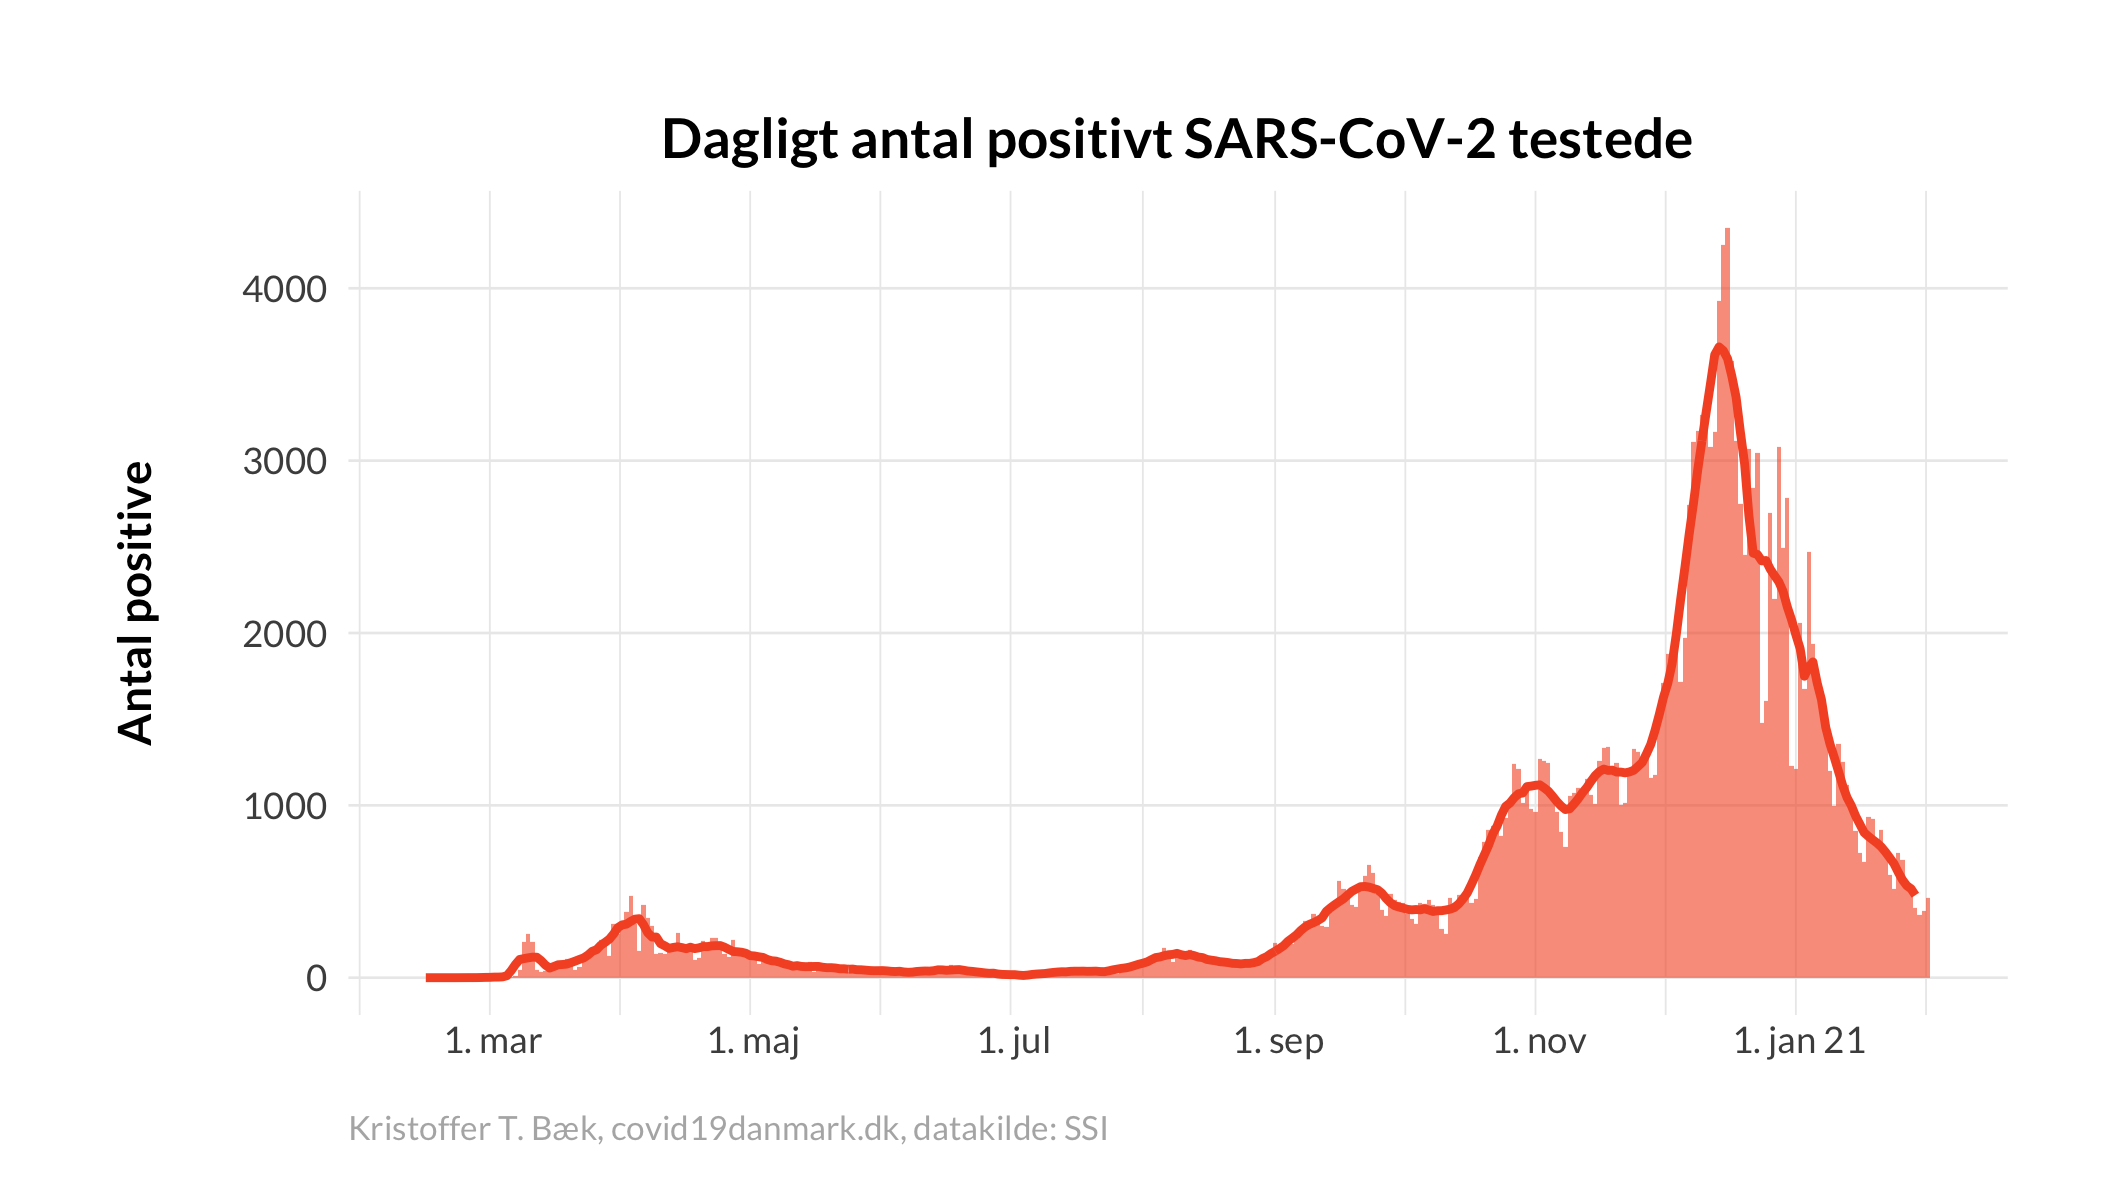 Dagligt antal positivt SARS-CoV-2 testede
Antal positive
4000
3000
2000
1000
0
1. mar
1. maj
1. jul
1. sep
1. nov
1. jan 21
Kristoffer T. Bæk, covid19danmark.dk, datakilde: SSI